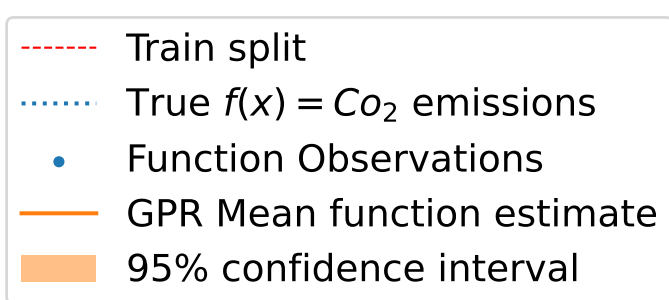 Train split
True f(x) = Co₂ emissions
Function Observations
GPR Mean function estimate
95% confidence interval